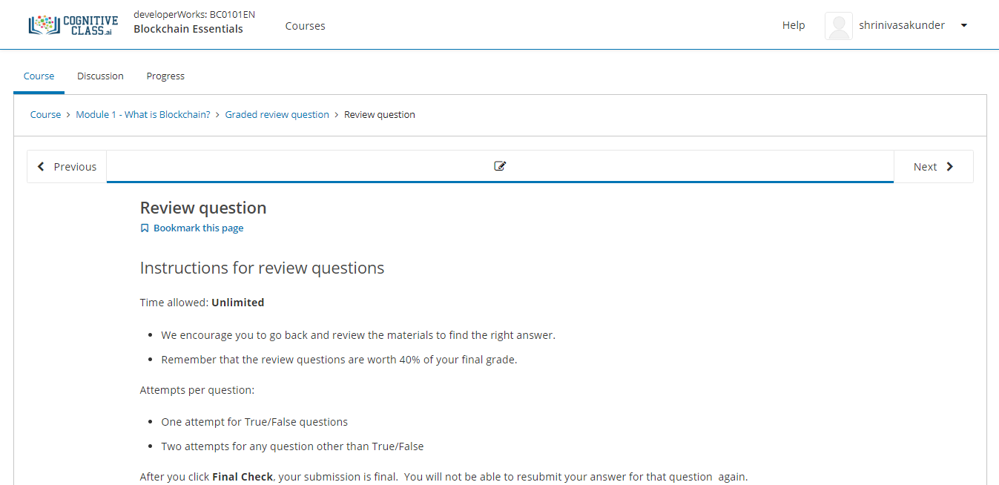 COGNITIVE
CLASS.ai
developerWorks: BC0101EN
Blockchain Essentials
Courses
Help
shrinivasakunder
Course
Discussion
Progress
Course > Module 1 - What is Blockchain? > Graded review question > Review question
Previous
Next
Review question
Bookmark this page
Instructions for review questions
Time allowed: Unlimited
• We encourage you to go back and review the materials to find the right answer.
• Remember that the review questions are worth 40% of your final grade.
Attempts per question:
• One attempt for True/False questions
• Two attempts for any question other than True/False
After you click Final Check, your submission is final.  You will not be able to resubmit your answer for that question  again.